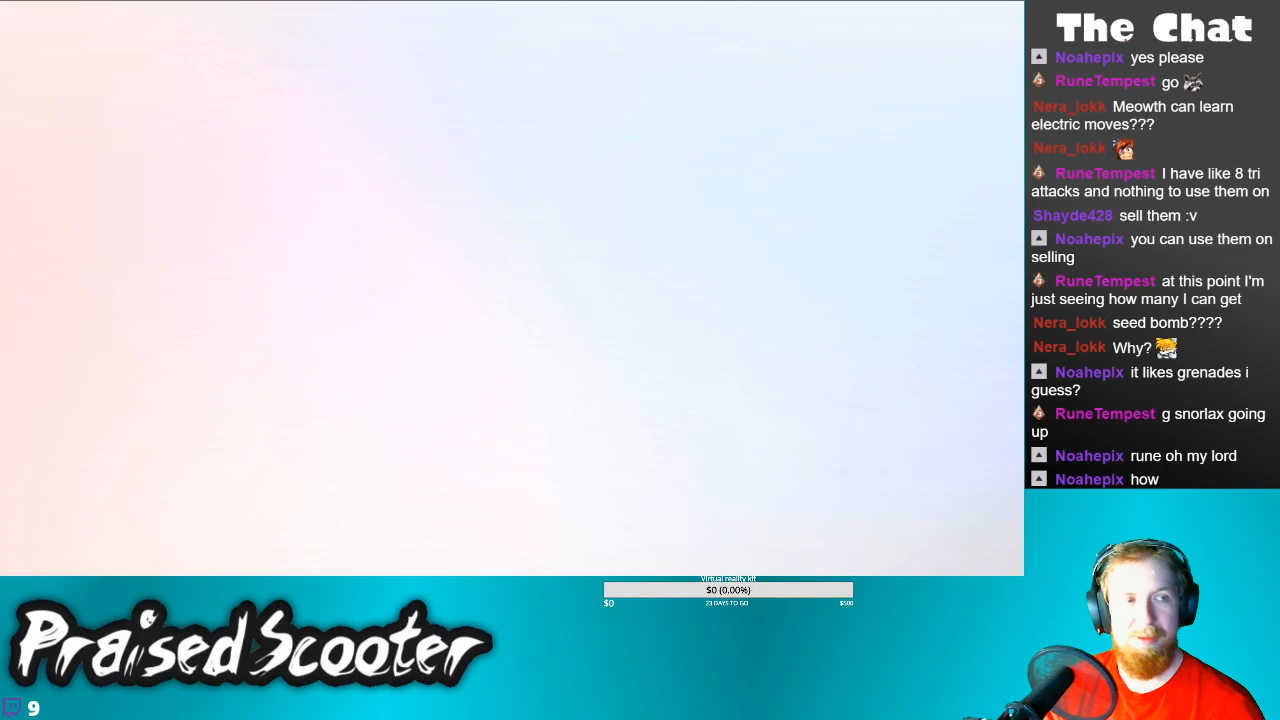 The Chat
Noahepix yes please
RuneTempest go
Nera_lokk Meowth can learn
electric moves???
Nera_lokk
RuneTempest I have like 8 tri
attacks and nothing to use them on
Shayde428 sell them :v
Noahepix you can use them on
selling
RuneTempest at this point I'm
just seeing how many I can get
Nera_lokk seed bomb????
Nera_lokk Why?
Noahepix it likes grenades i
guess?
RuneTempest g snorlax going
up
Noahepix rune oh my lord
Noahepix how
Virtual reality kit
$0 (0.00%)
$0 23 DAYS TO GO $500
PraisedScooter
9